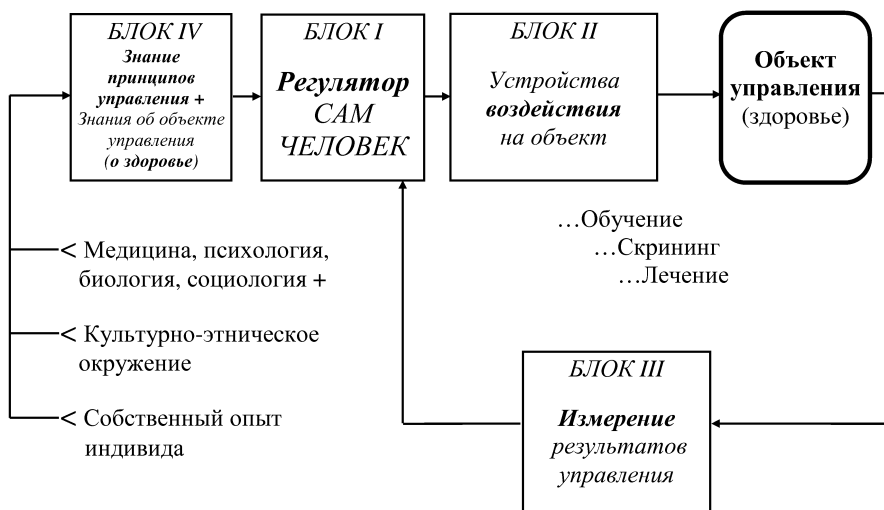 БЛОК IV
Знание
принципов
управления +
Знания об объекте
управления
(о здоровье)
БЛОК I
Регулятор
САМ
ЧЕЛОВЕК
БЛОК II
Устройства
воздействия
на объект
Объект
управления
(здоровье)
…Обучение
…Скрининг
…Лечение
< Медицина, психология,
биология, социология +
< Культурно-этническое
окружение
< Собственный опыт
индивида
БЛОК III
Измерение
результатов
управления